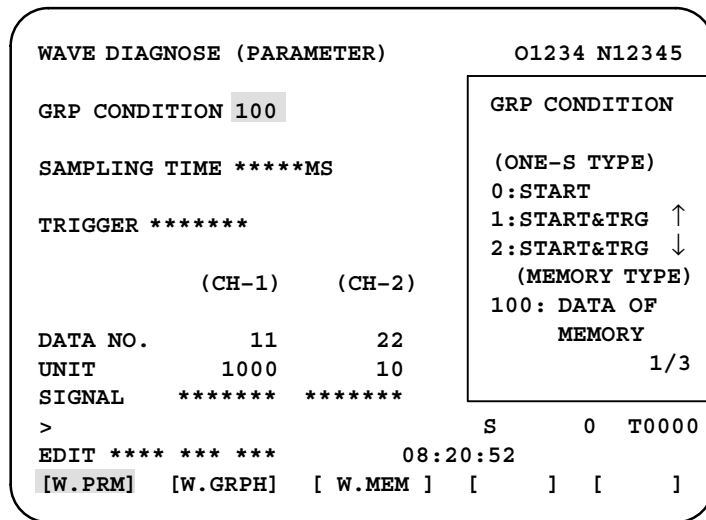 WAVE DIAGNOSE (PARAMETER) O1234 N12345
GRP CONDITION 100
SAMPLING TIME *****MS
TRIGGER *******
(CH-1) (CH-2)
DATA NO. 11 22
UNIT 1000 10
SIGNAL ******* *******
GRP CONDITION
(ONE-S TYPE)
0:START
1:START&TRG ↑
2:START&TRG ↓
(MEMORY TYPE)
100: DATA OF
MEMORY
1/3
> S 0 T0000
EDIT **** *** *** 08:20:52
[W.PRM] [W.GRPH] [ W.MEM ] [ ] [ ]